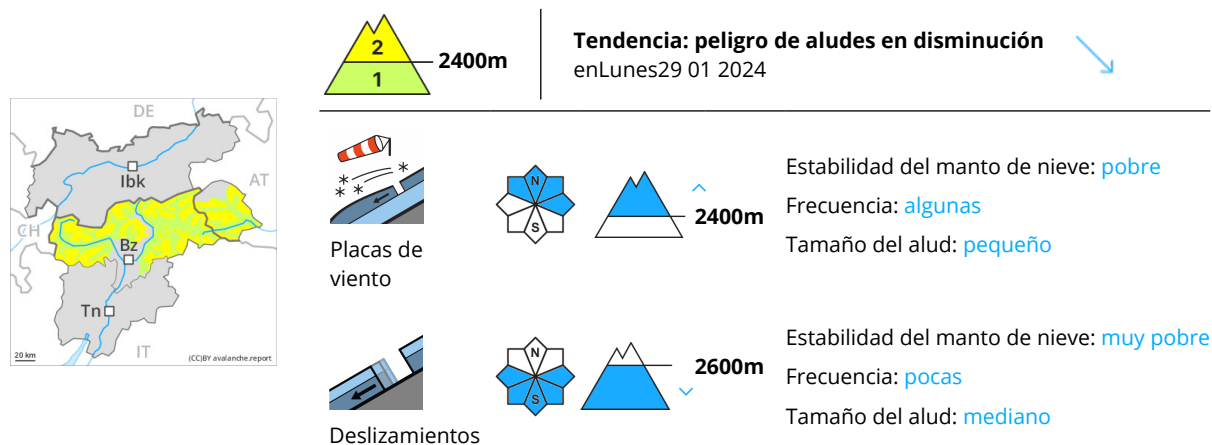 2
1
2400m
Tendencia: peligro de aludes en disminución
enLunes29 01 2024
DE
Ibk
AT
CH
Bz
Tn
IT
20 km
(CC)BY avalanche.report
Placas de
viento
N
S
2400m
Estabilidad del manto de nieve: pobre
Frecuencia: algunas
Tamaño del alud: pequeño
Deslizamientos
N
S
2600m
Estabilidad del manto de nieve: muy pobre
Frecuencia: pocas
Tamaño del alud: mediano